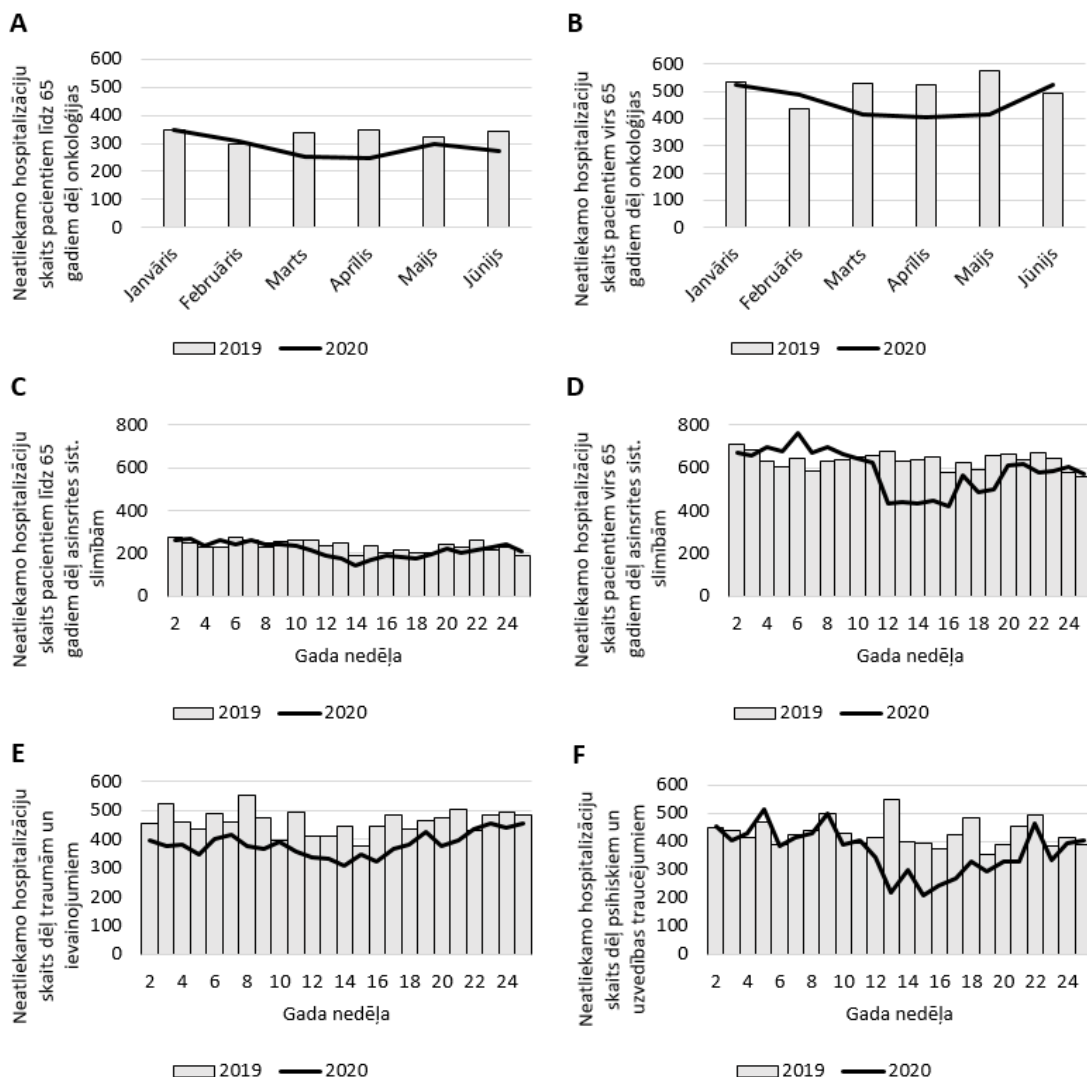 A
Neatliekamo hospitalizāciju
skaits pacientiem līdz 65
gadiem dēļ onkoloģijas
600
500
400
300
200
100
0
Janvāris
Februāris
Marts
Aprīlis
Maijs
Jūnijs
2019
2020
B
Neatliekamo hospitalizāciju
skaits pacientiem virs 65
gadiem dēļ onkoloģijas
600
500
400
300
200
100
0
Janvāris
Februāris
Marts
Aprīlis
Maijs
Jūnijs
2019
2020
C
Neatliekamo hospitalizāciju
skaits pacientiem līdz 65
gadiem dēļ asinsrites sist.
slimībām
800
600
400
200
0
2 4 6 8 10 12 14 16 18 20 22 24
Gada nedēļa
2019
2020
D
Neatliekamo hospitalizāciju
skaits pacientiem virs 65
gadiem dēļ asinsrites sist.
slimībām
800
600
400
200
0
2 4 6 8 10 12 14 16 18 20 22 24
Gada nedēļa
2019
2020
E
Neatliekamo hospitalizāciju
skaits dēļ traumām un
ievainojumiem
600
500
400
300
200
100
0
2 4 6 8 10 12 14 16 18 20 22 24
Gada nedēļa
2019
2020
F
Neatliekamo hospitalizāciju
skaits dēļ psihiskiem un
uzvedības traucējumiem
600
500
400
300
200
100
0
2 4 6 8 10 12 14 16 18 20 22 24
Gada nedēļa
2019
2020